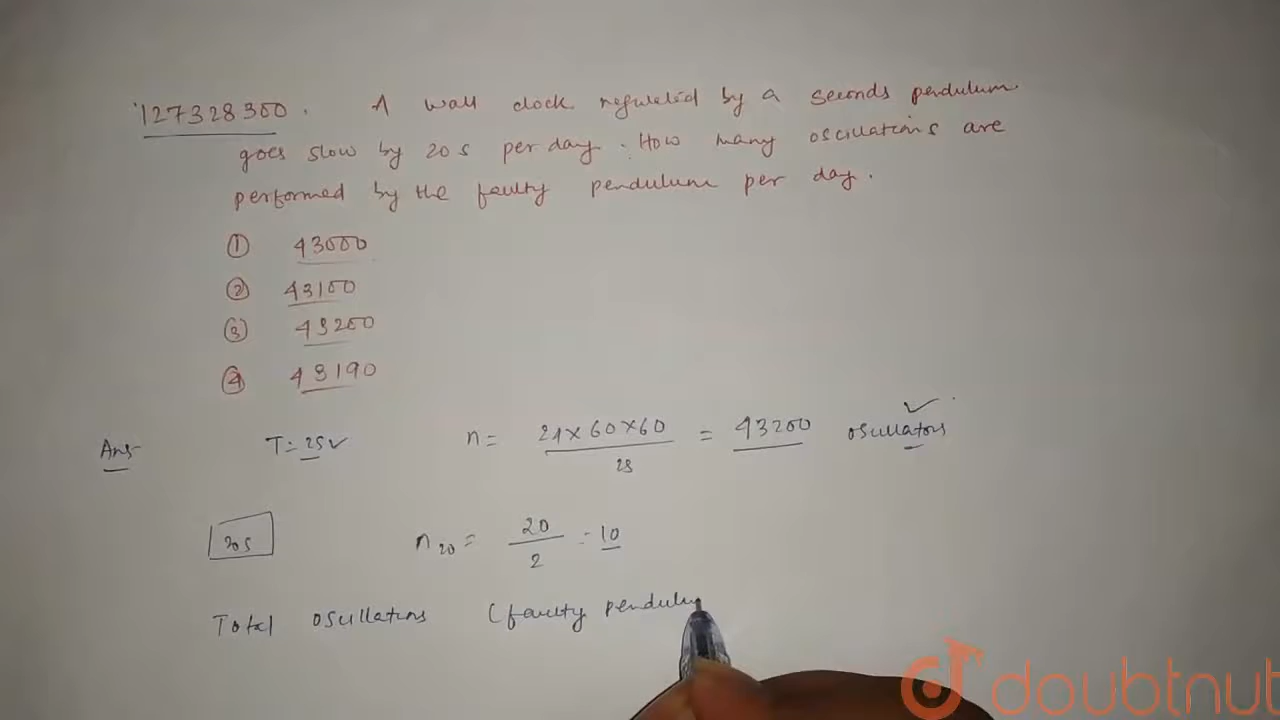 127328300. A wall clock regulated by a seconds pendulum
goes slow by 20 s per day. How many oscillations are
performed by the faulty pendulum per day.
① 43000
② 43100
③ 43200
④ 43190
Ans T = 2s ✓ n = 24×60×60 / 2s = 43200 oscillators ✓
20s n20 = 20 / 2 = 10
Total oscillations (faulty pendulu
doubtnut